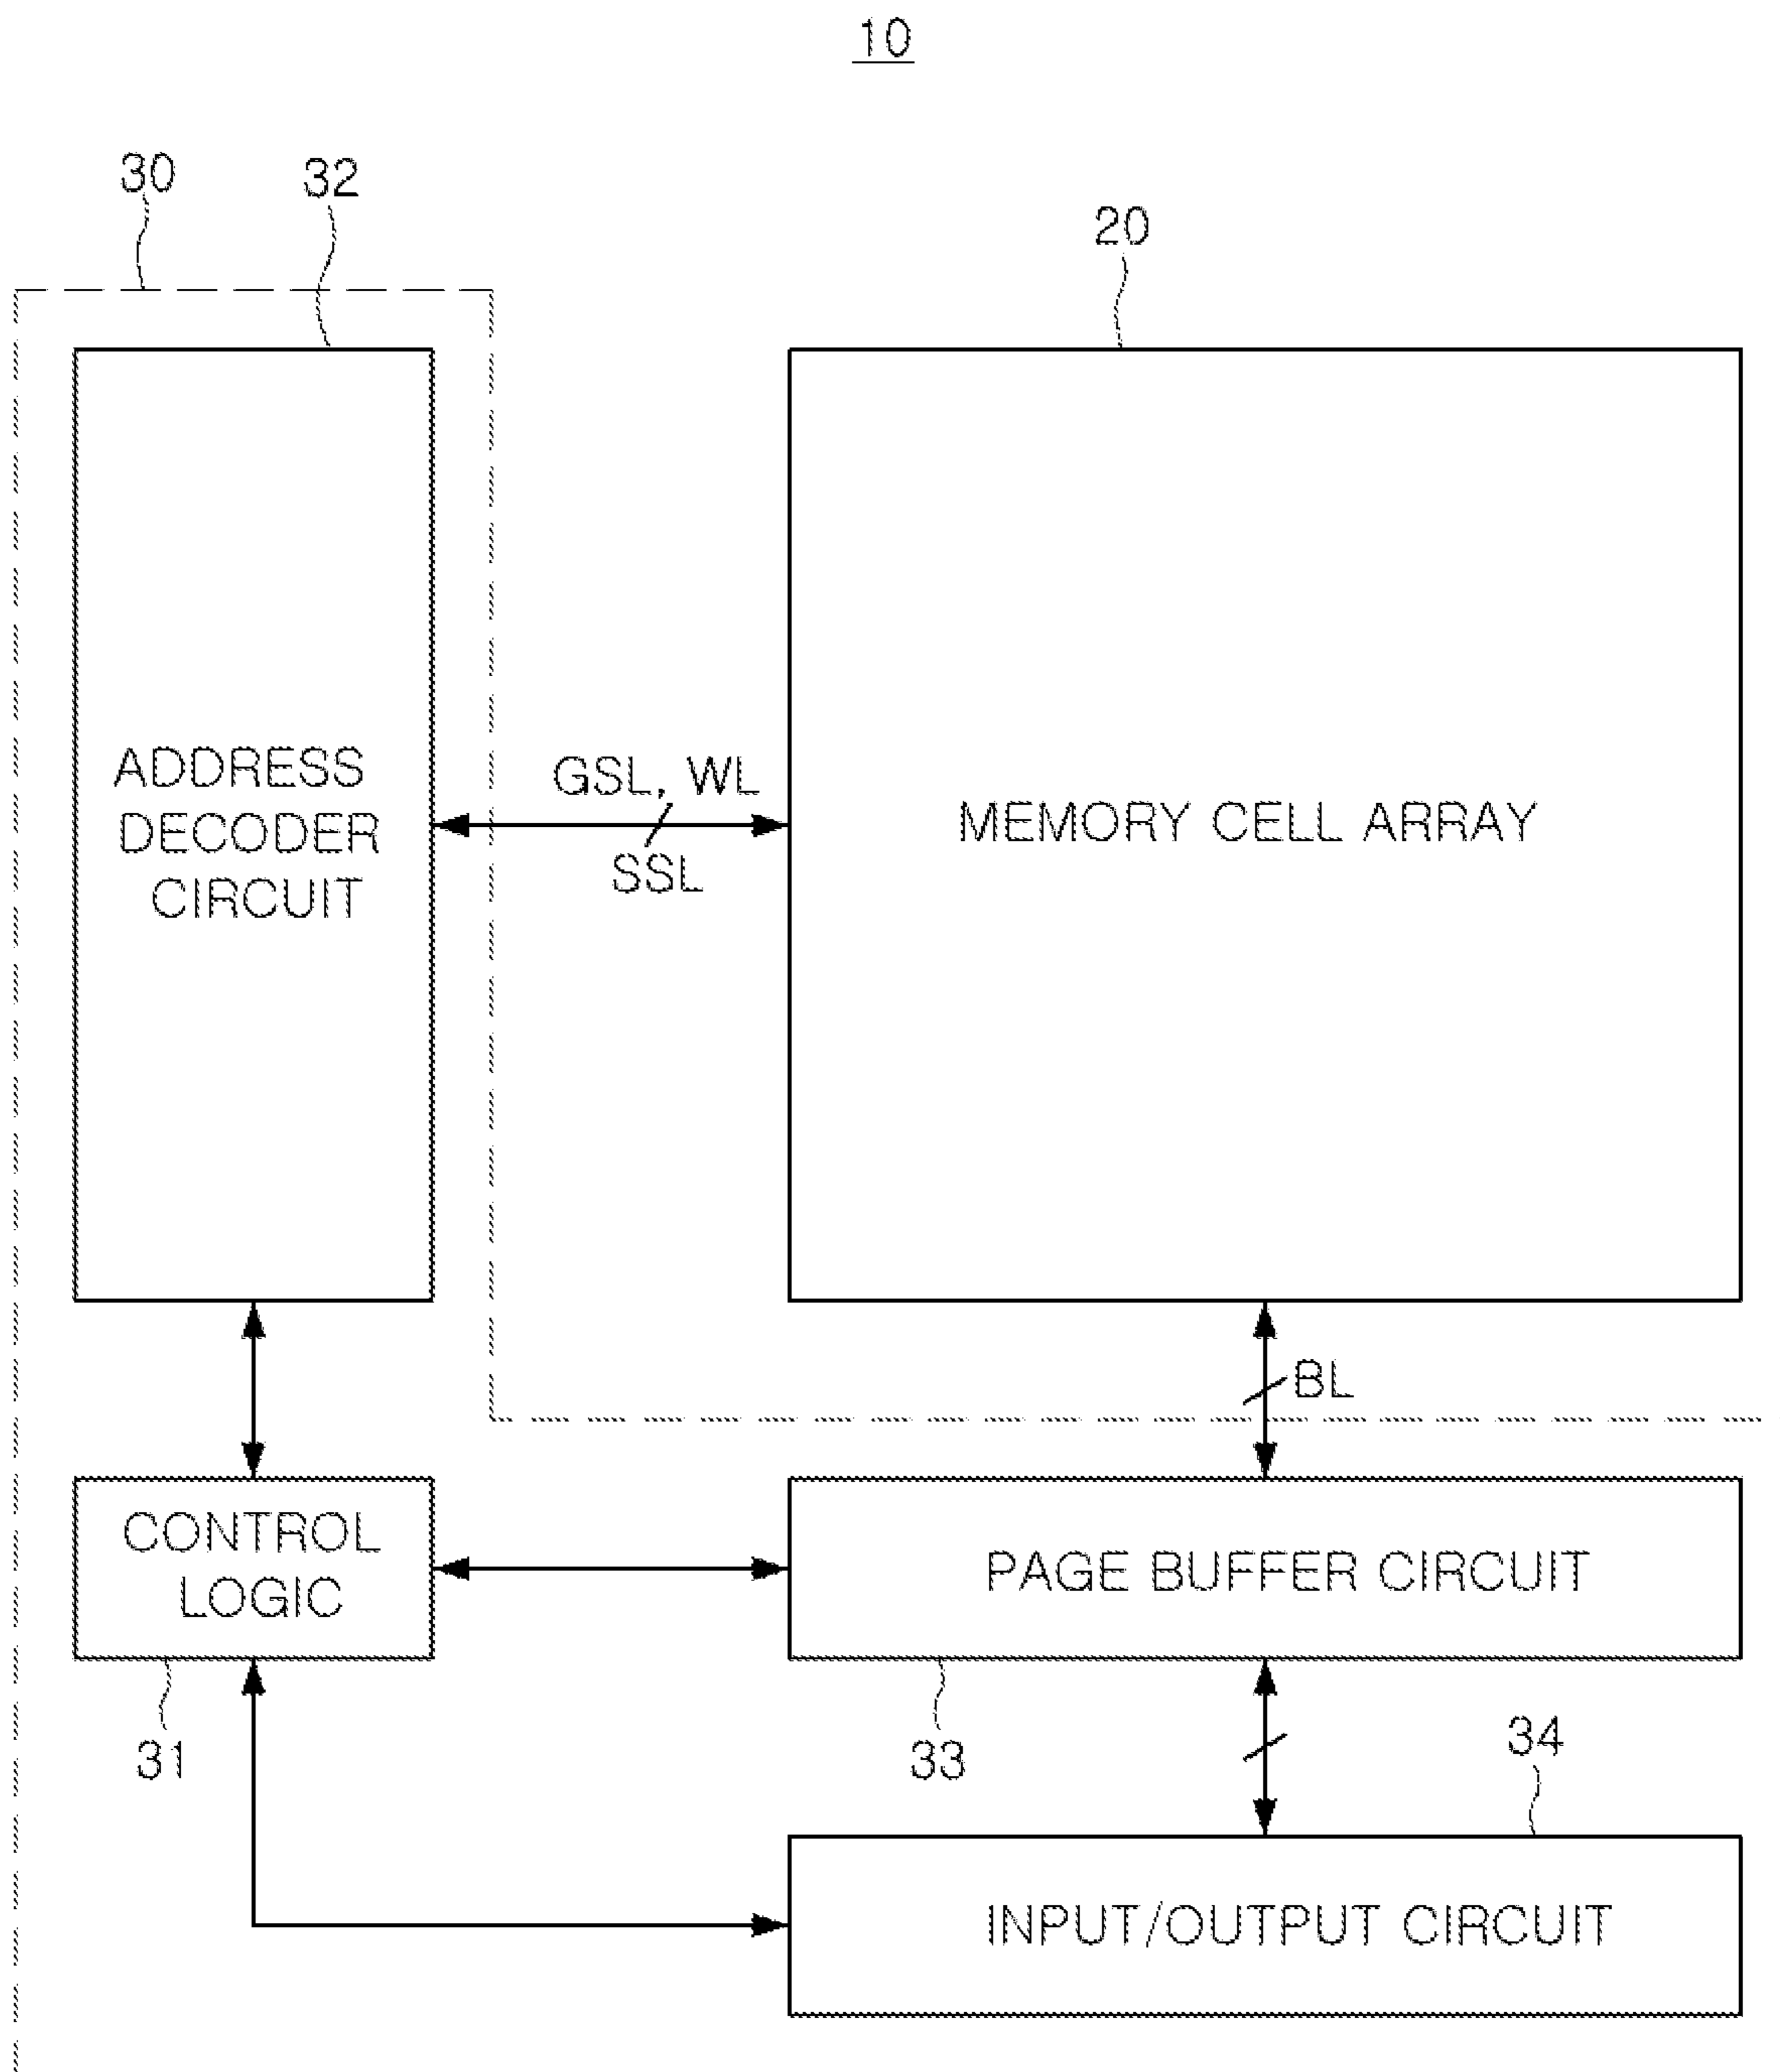 10
30
32
20
ADDRESS
DECODER
CIRCUIT
GSL, WL
SSL
MEMORY CELL ARRAY
BL
CONTROL
LOGIC
PAGE BUFFER CIRCUIT
31
33
34
INPUT/OUTPUT CIRCUIT